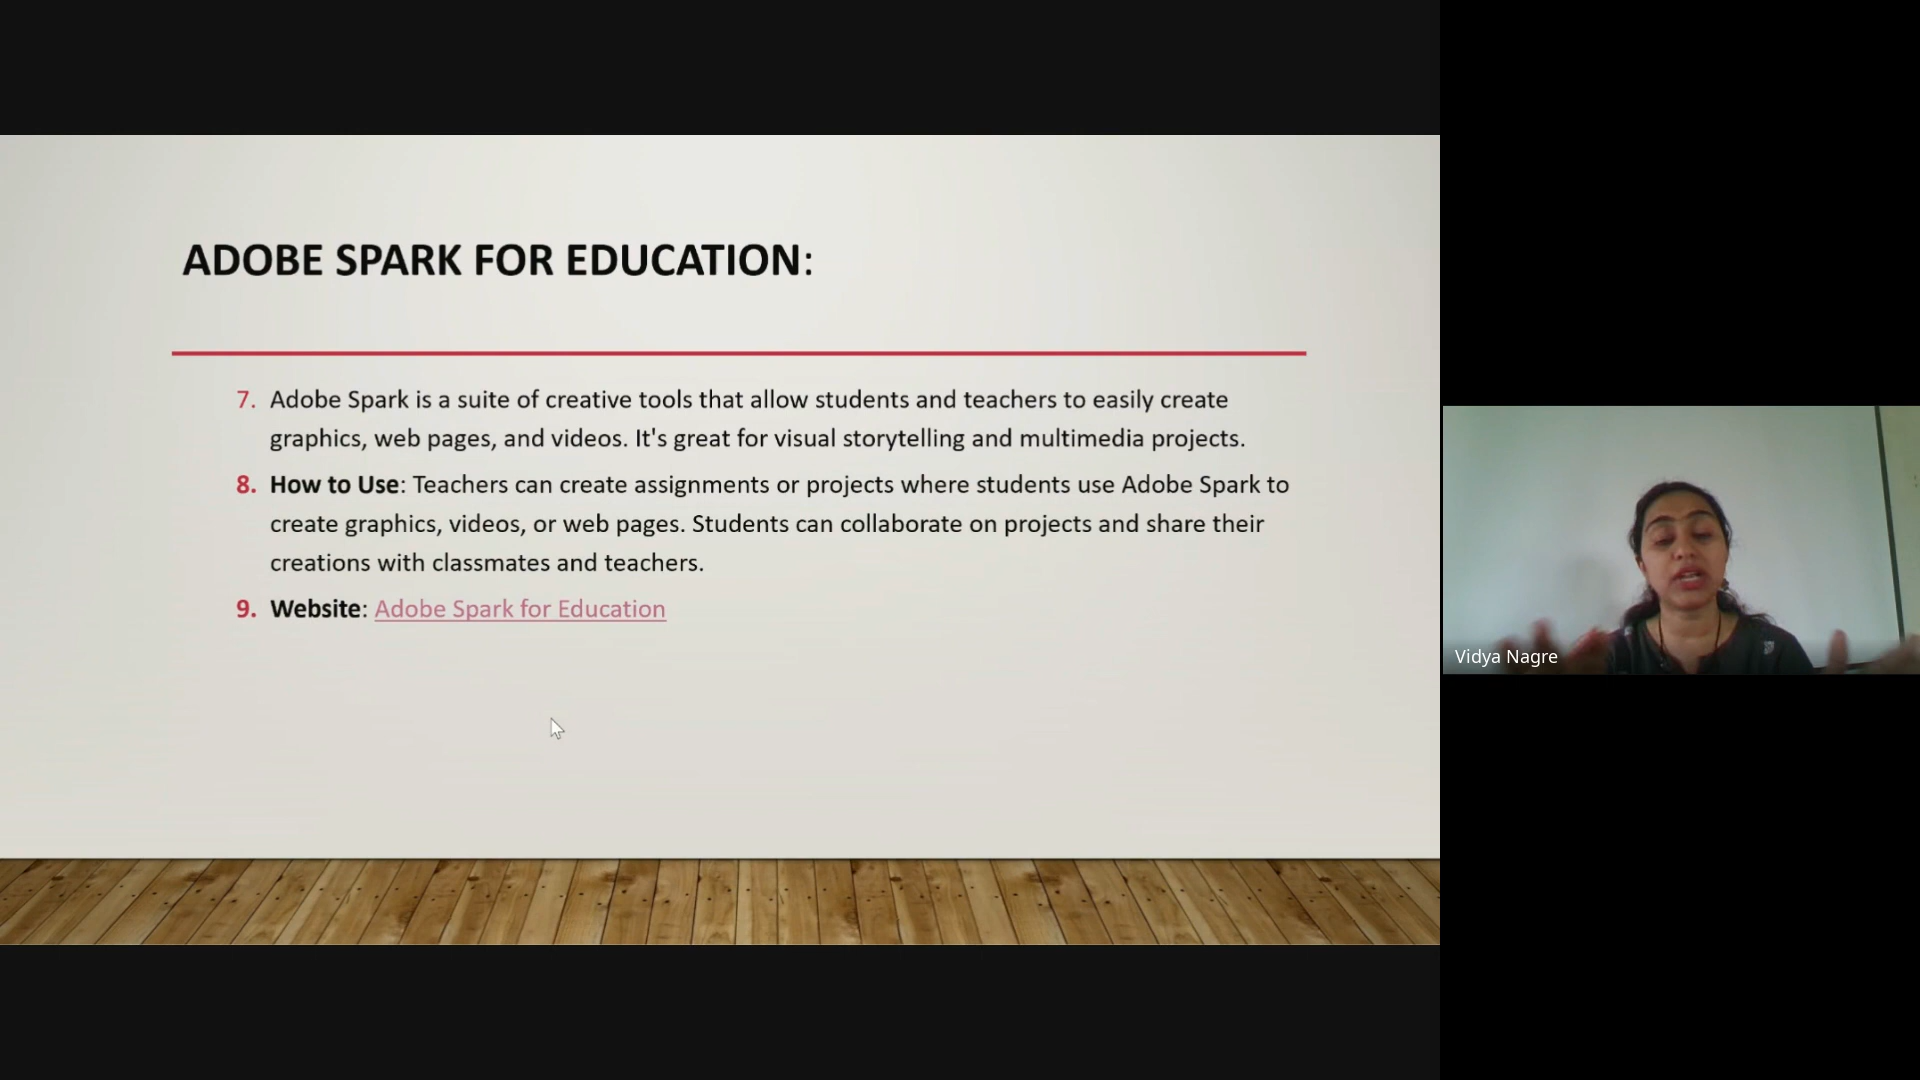 ADOBE SPARK FOR EDUCATION:
7. Adobe Spark is a suite of creative tools that allow students and teachers to easily create
graphics, web pages, and videos. It's great for visual storytelling and multimedia projects.
8. How to Use: Teachers can create assignments or projects where students use Adobe Spark to
create graphics, videos, or web pages. Students can collaborate on projects and share their
creations with classmates and teachers.
9. Website: Adobe Spark for Education
Vidya Nagre